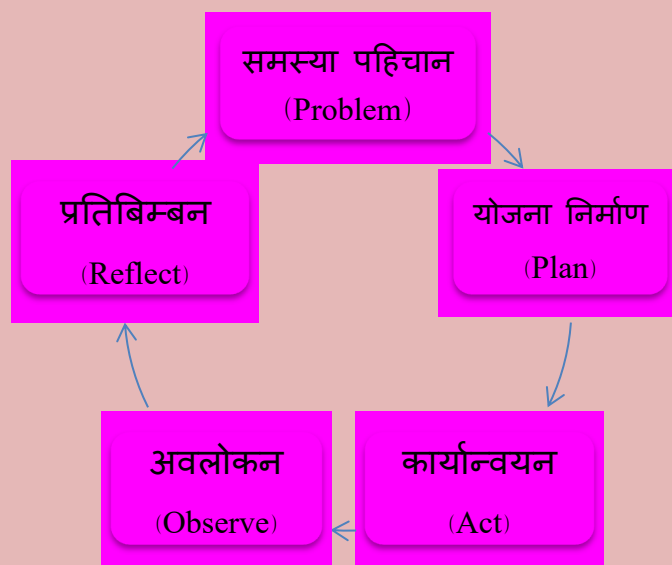 समस्या पहिचान
(Problem)
योजना निर्माण
(Plan)
कार्यान्वयन
(Act)
अवलोकन
(Observe)
प्रतिबिम्बन
(Reflect)